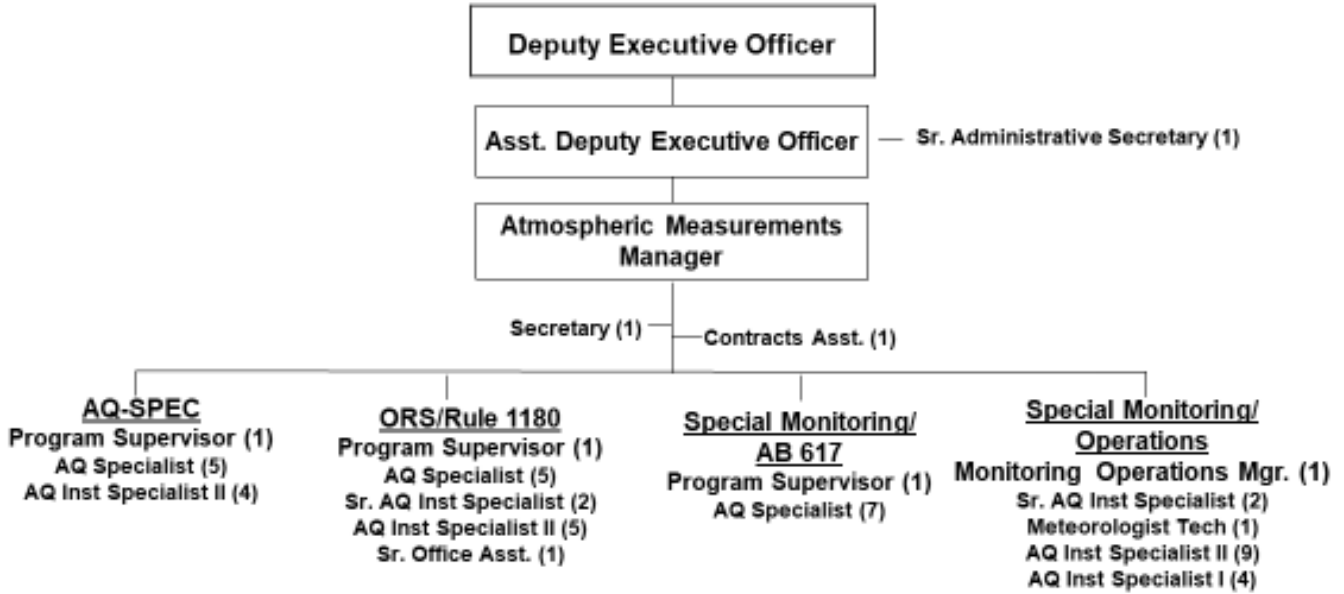 Deputy Executive Officer
Asst. Deputy Executive Officer
Sr. Administrative Secretary (1)
Atmospheric Measurements
Manager
Secretary (1)
Contracts Asst. (1)
AQ-SPEC
Program Supervisor (1)
AQ Specialist (5)
AQ Inst Specialist II (4)
ORS/Rule 1180
Program Supervisor (1)
AQ Specialist (5)
Sr. AQ Inst Specialist (2)
AQ Inst Specialist II (5)
Sr. Office Asst. (1)
Special Monitoring/
AB 617
Program Supervisor (1)
AQ Specialist (7)
Special Monitoring/
Operations
Monitoring Operations Mgr. (1)
Sr. AQ Inst Specialist (2)
Meteorologist Tech (1)
AQ Inst Specialist II (9)
AQ Inst Specialist I (4)